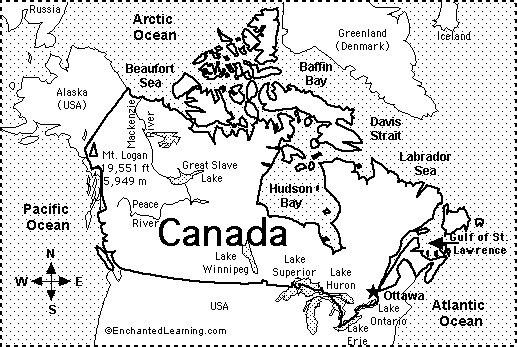 Russia
Arctic
Ocean
Greenland
(Denmark)
Iceland
Beaufort
Sea
Baffin
Bay
Alaska
(USA)
Mackenzie
River
Davis
Strait
Mt. Logan
19,551 ft
5,949 m
Great Slave
Lake
Labrador
Sea
Hudson
Bay
Peace
River
Pacific
Ocean
Canada
Gulf of St
Lawrence
N
W E
S
Lake
Winnipeg
Lake
Superior
Lake
Huron
Ottawa
Lake
Ontario
Atlantic
Ocean
USA
Lake
Erie
©EnchantedLearning.com